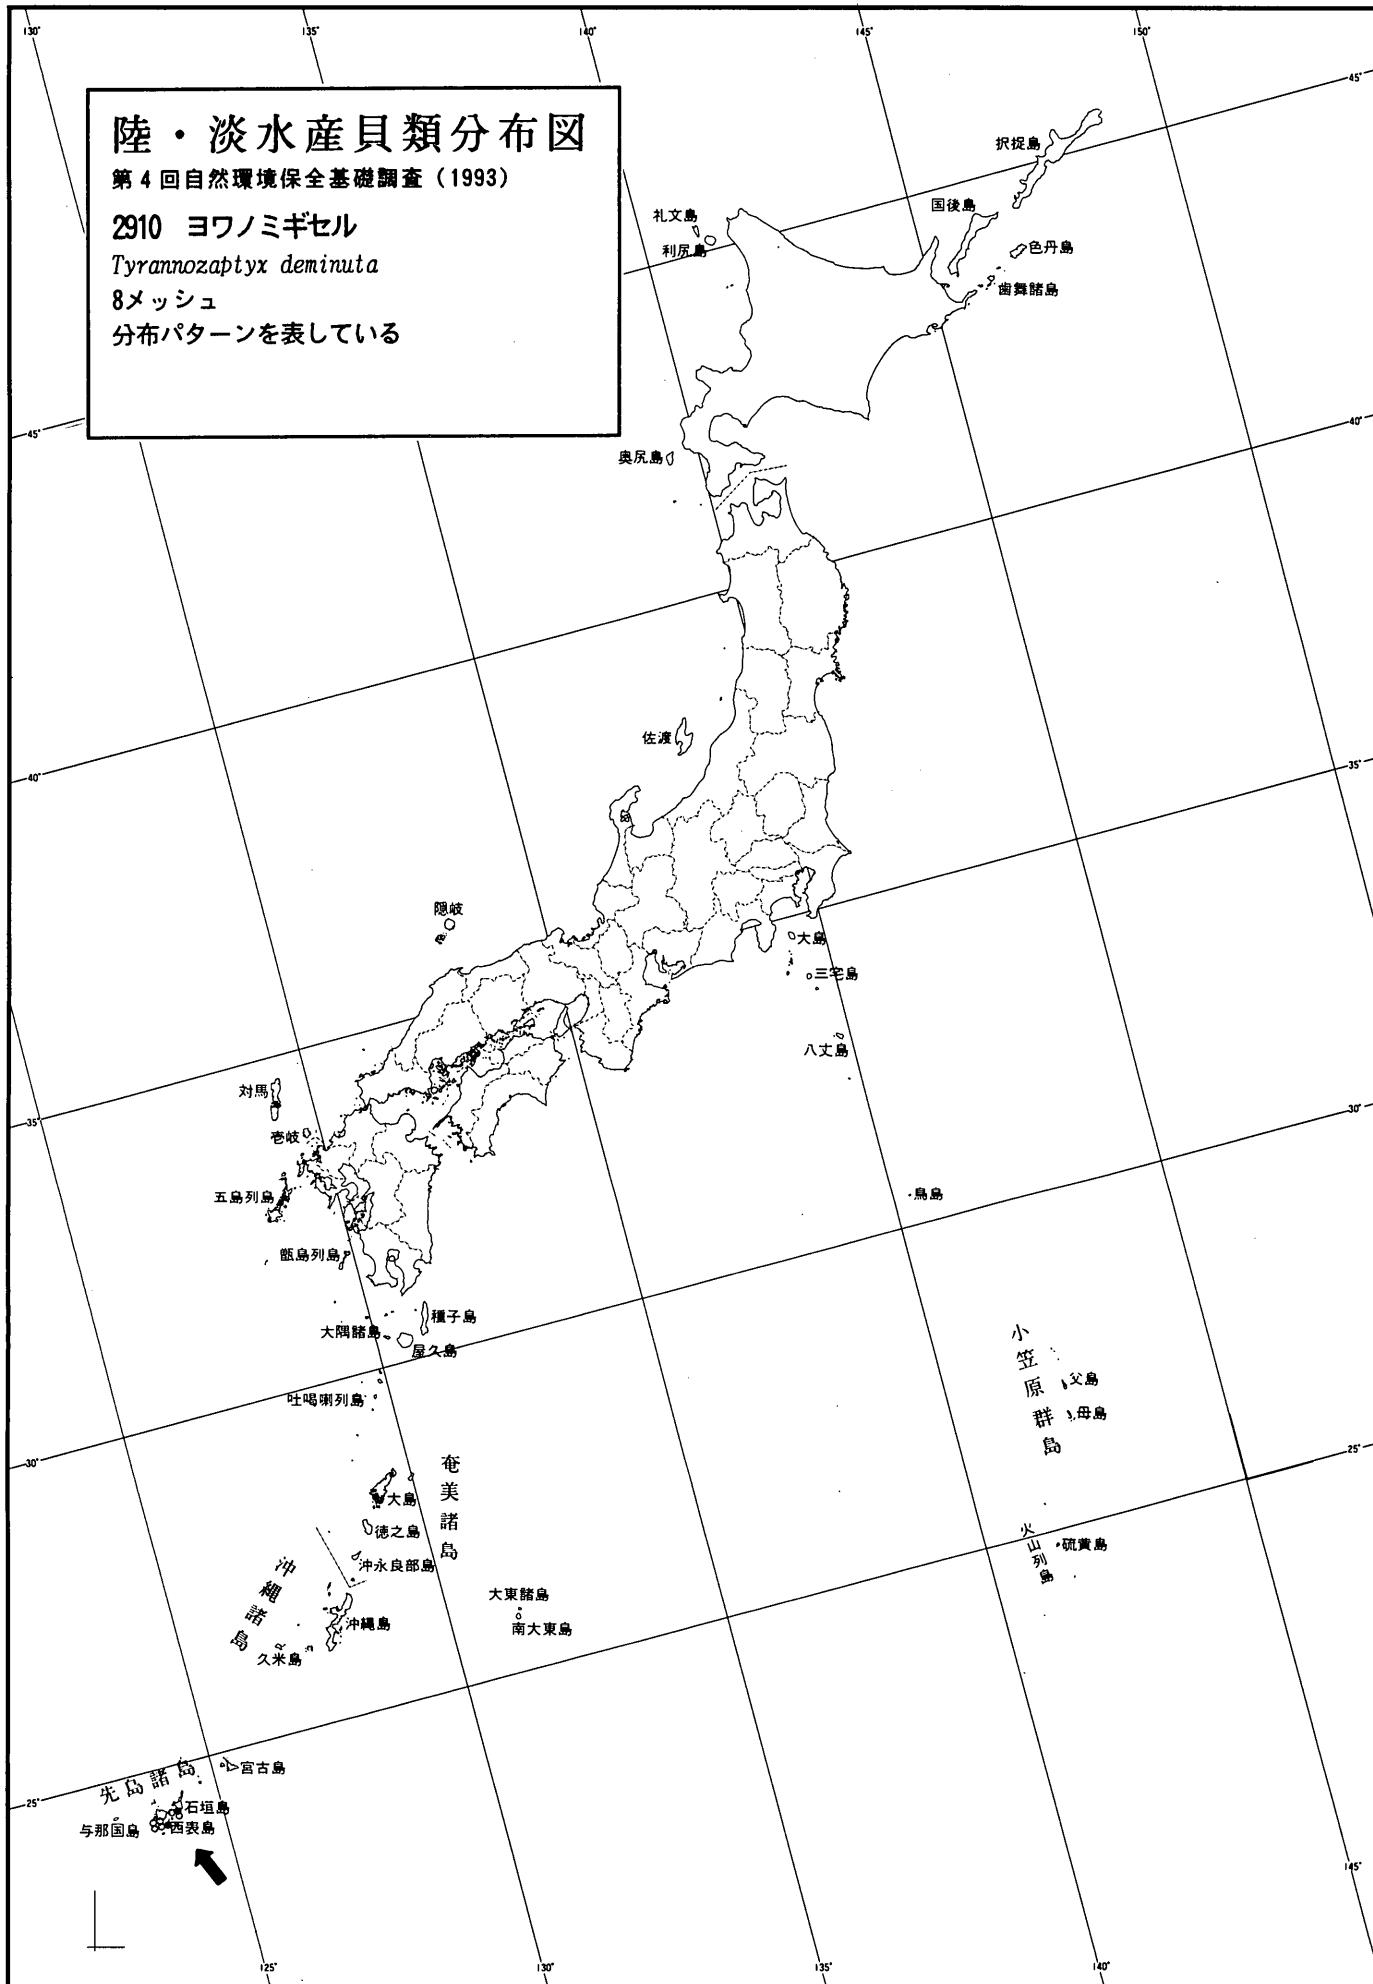 130°
135°
140°
145°
150°
陸・淡水産貝類分布図
第4回自然環境保全基礎調査（1993）
2910 ヨワノミギセル
Tyrannozaptyx deminuta
8メッシュ
分布パターンを表している
45°
択捉島
国後島
礼文島
利尻島
色丹島
歯舞諸島
45°
40°
奥尻島
佐渡
40°
35°
隠岐
大島
三宅島
八丈島
対馬
35°
壱岐
30°
五島列島
鳥島
甑島列島
種子島
大隅諸島
屋久島
小笠原群島
父島
吐噶喇列島
母島
30°
25°
奄美諸島
大島
徳之島
火山列島
硫黄島
沖永良部島
沖縄諸島
大東諸島
沖縄島
南大東島
久米島
先島諸島
宮古島
25°
石垣島
与那国島
西表島
145°
125°
130°
135°
140°